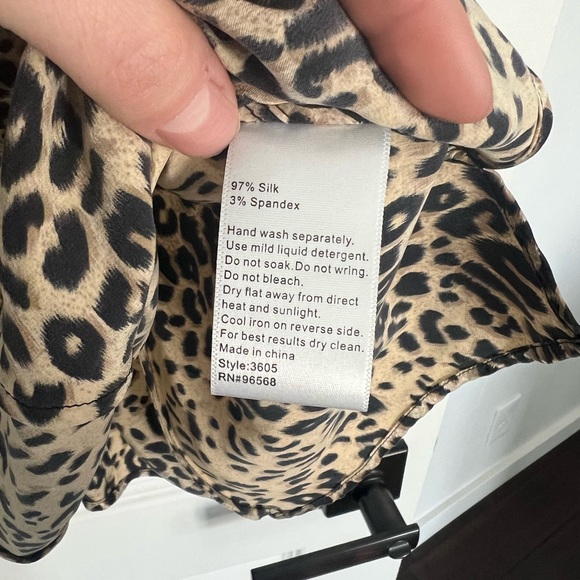 97% Silk
3% Spandex
Hand wash separately.
Use mild liquid detergent.
Do not soak.Do not wring.
Do not bleach.
Dry flat away from direct
heat and sunlight.
Cool iron on reverse side.
For best results dry clean.
Made in china
Style:3605
RN#96568